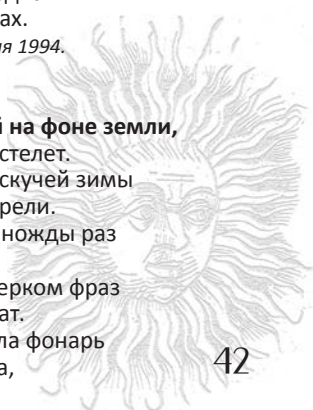 ах.
1994.
на фоне земли,
стелет.
скучей зимы
рели.
ножды раз
ерком фраз
ат.
ла фонарь
а,
42